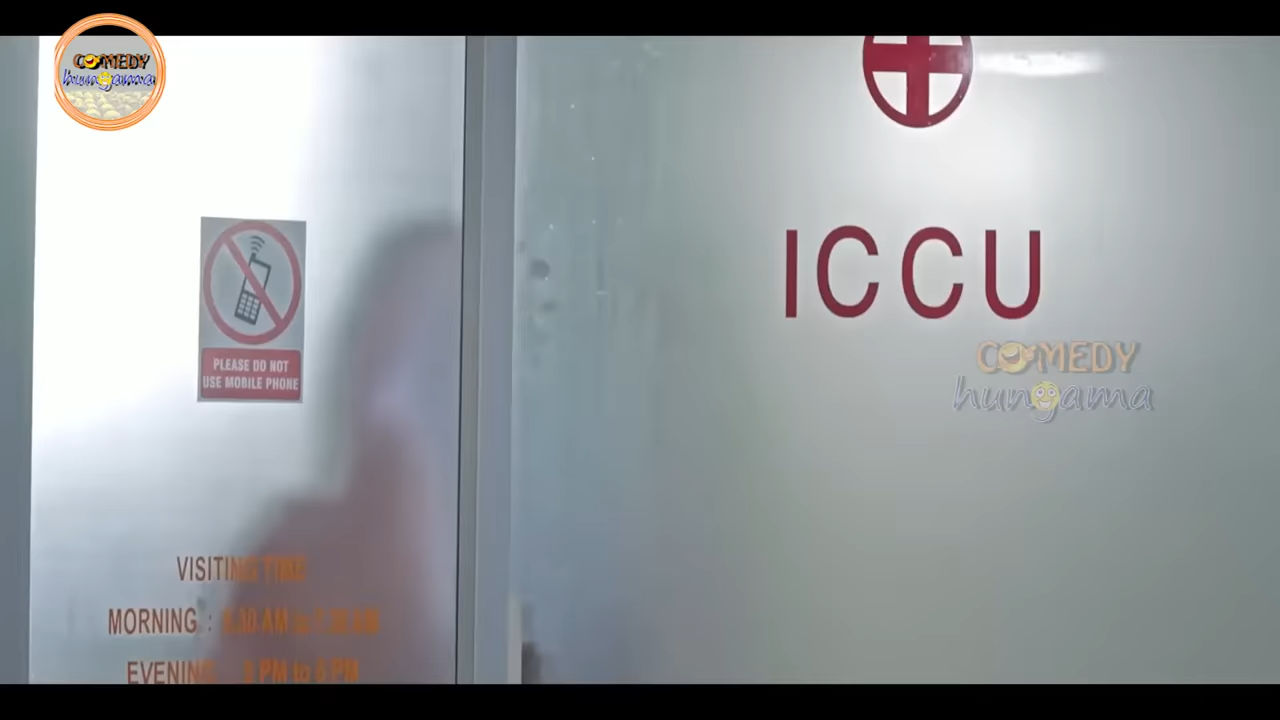 COMEDY
hungama
PLEASE DO NOT
USE MOBILE PHONE
ICCU
COMEDY
hungama
VISITING TIME
MORNING :
EVENING